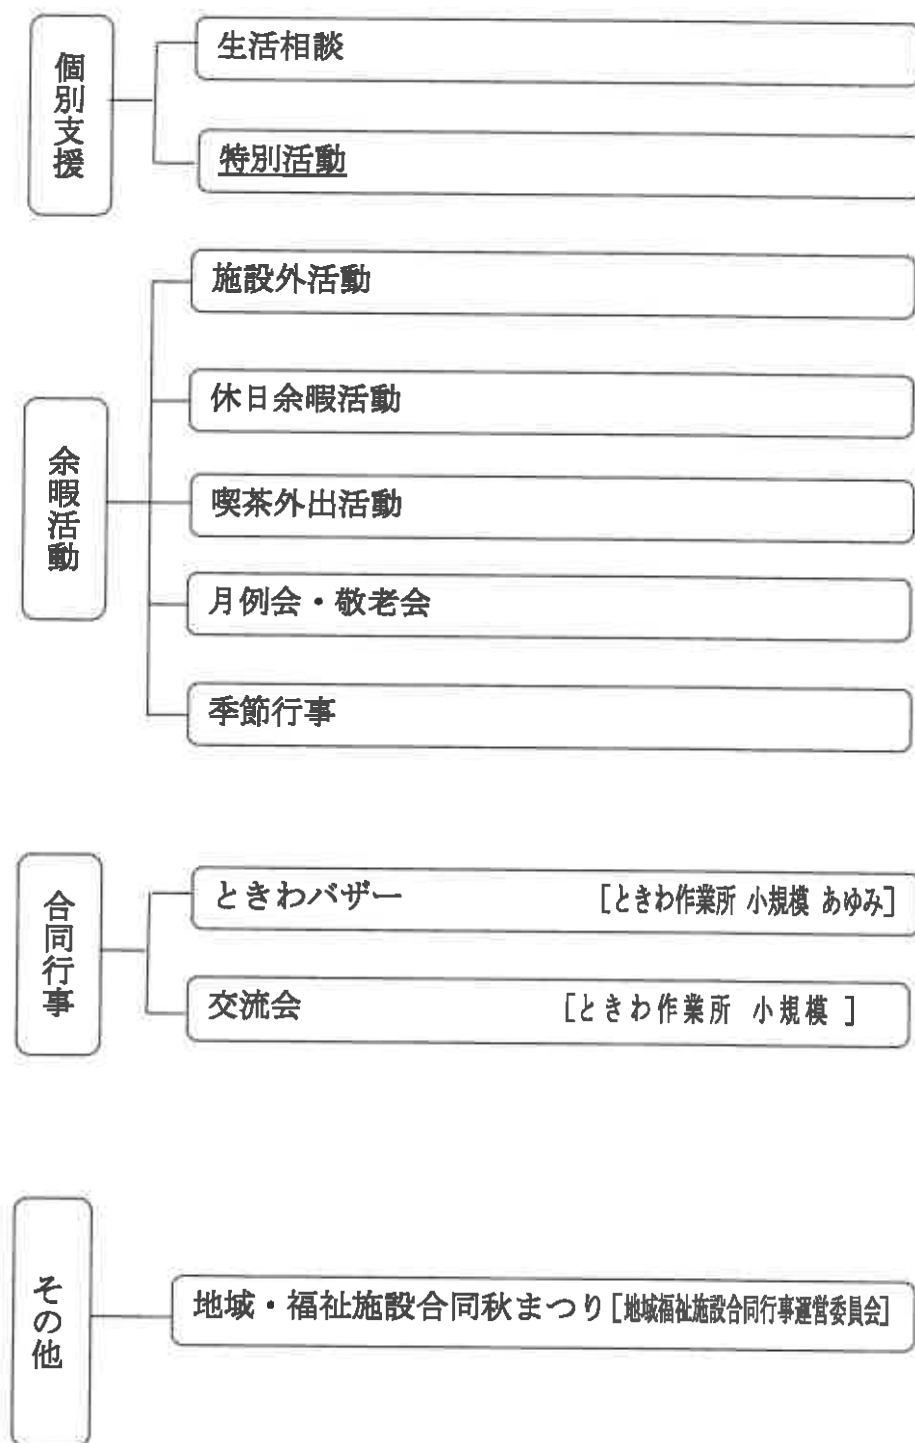 個別支援
生活相談
特別活動
余暇活動
施設外活動
休日余暇活動
喫茶外出活動
月例会・敬老会
季節行事
合同行事
ときわバザー [ときわ作業所 小規模 あゆみ]
交流会 [ときわ作業所 小規模 ]
その他
地域・福祉施設合同秋まつり [地域福祉施設合同行事運営委員会]